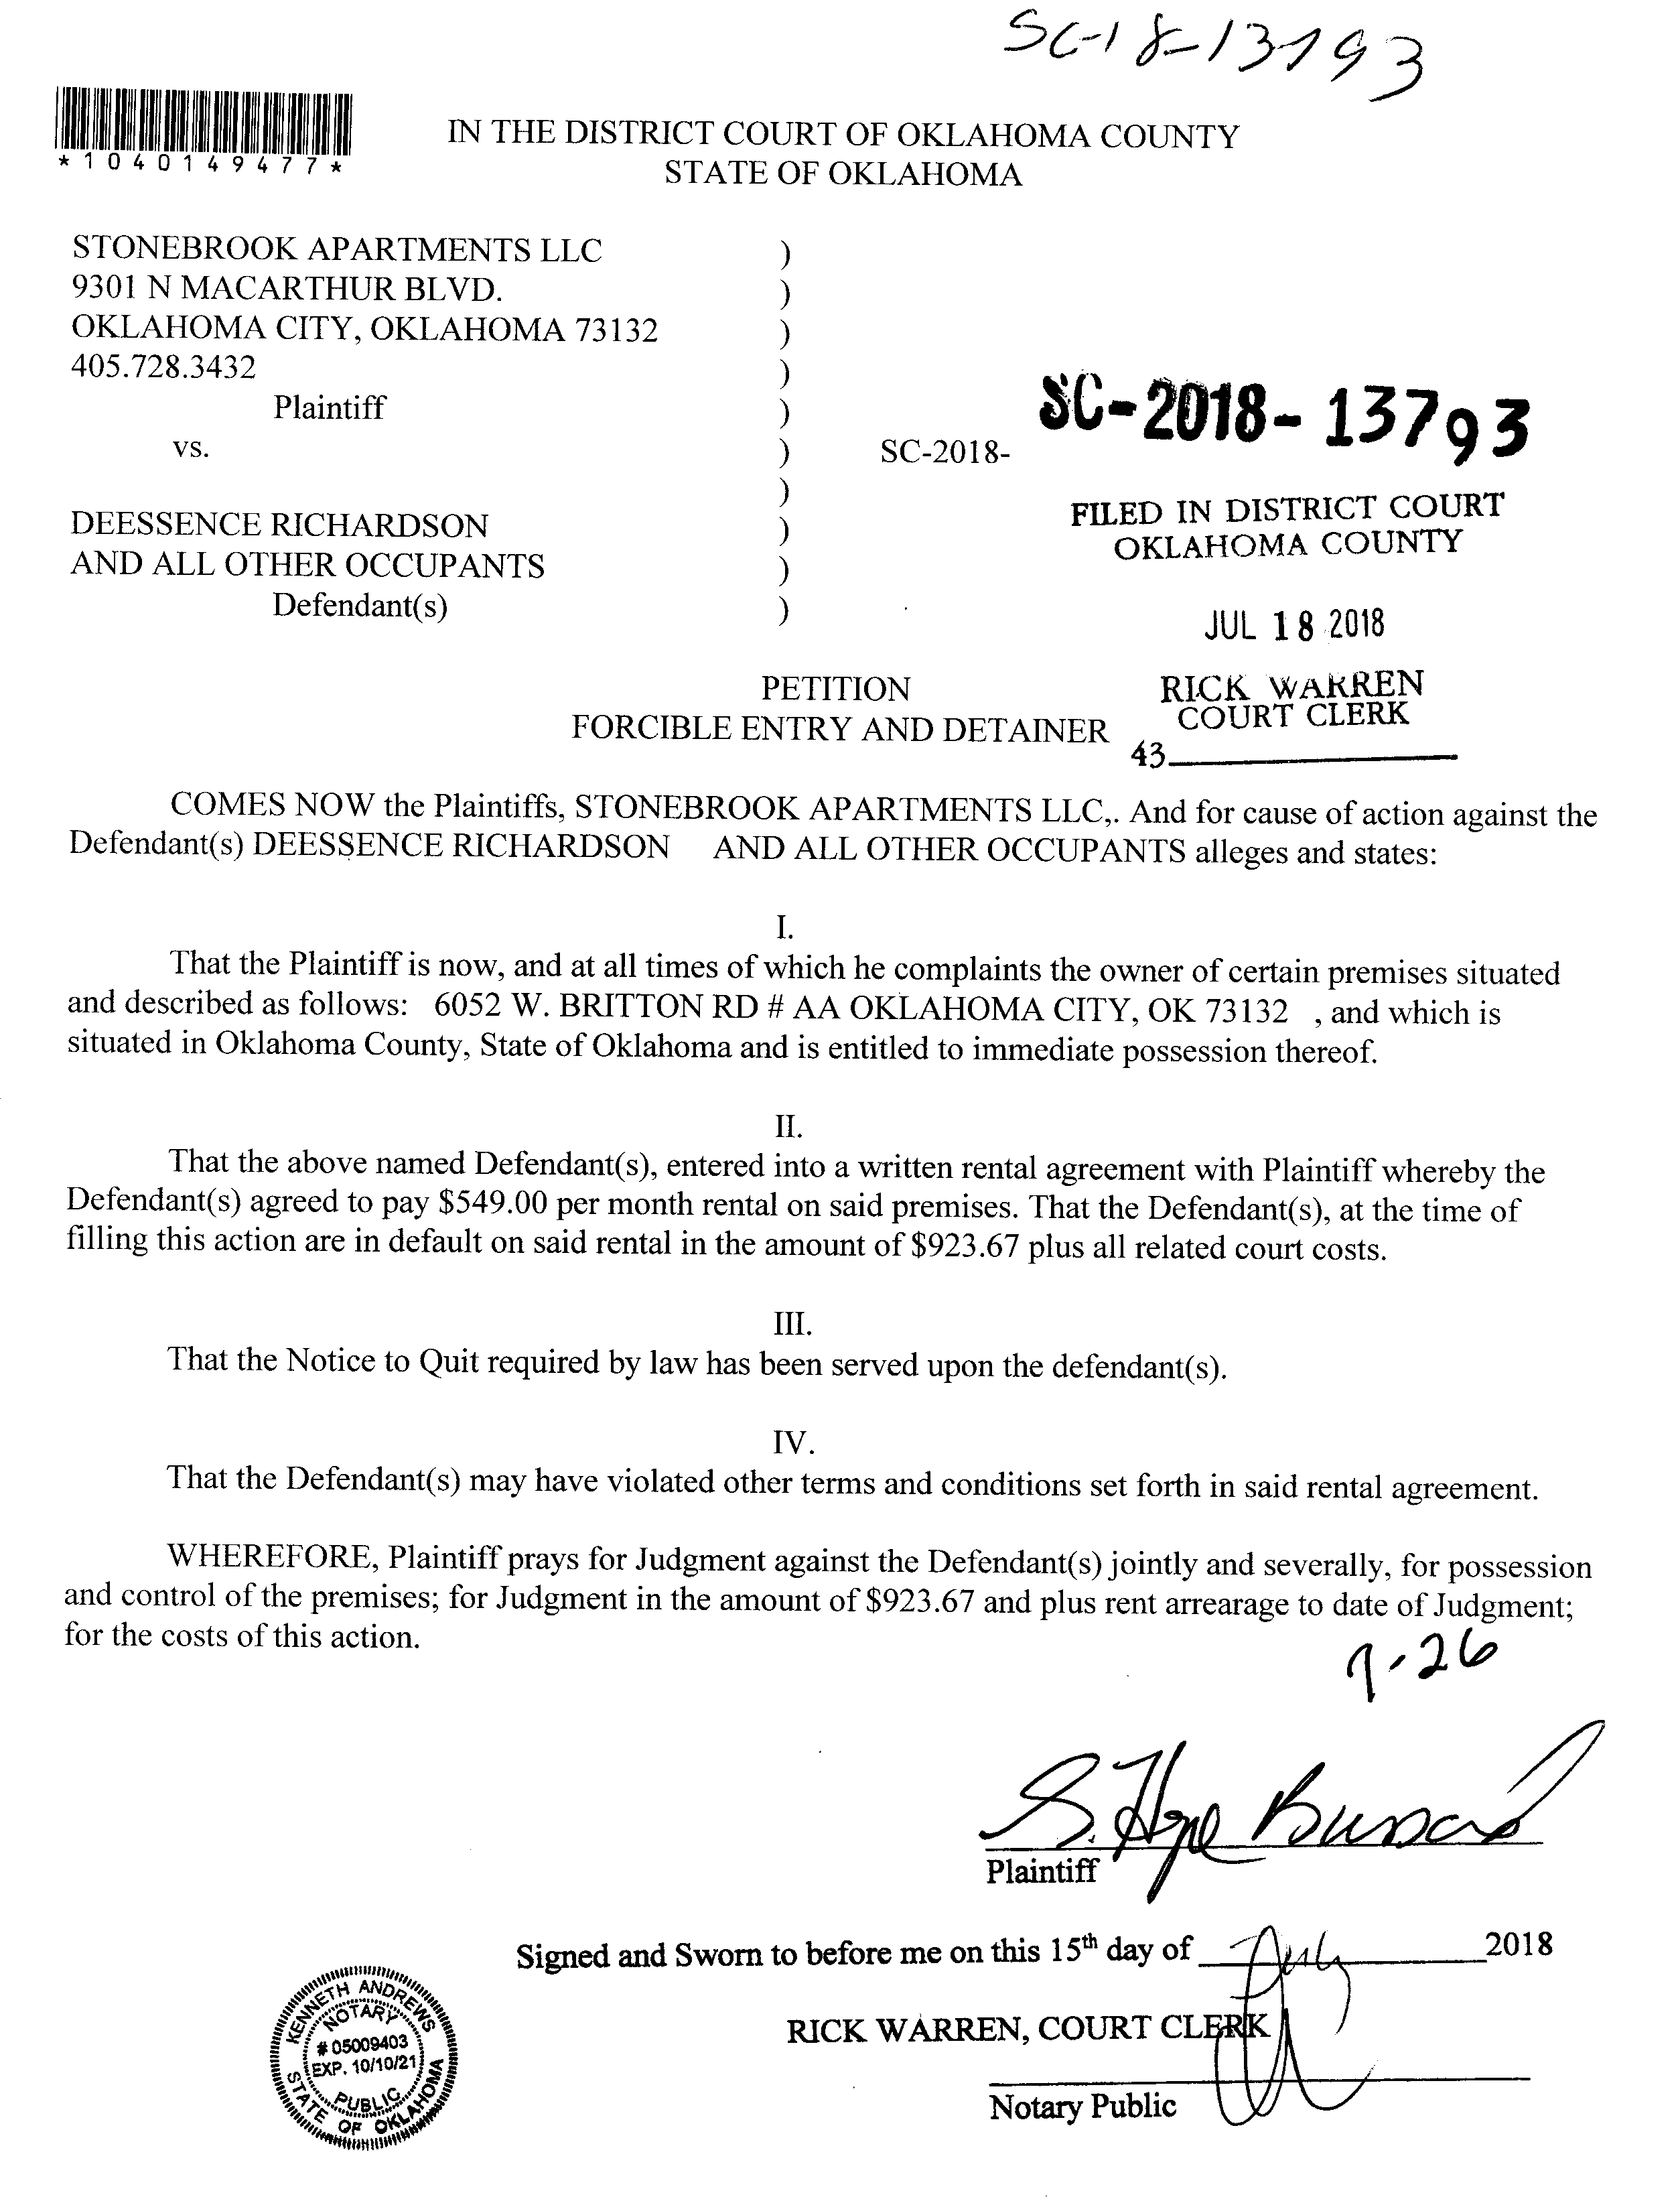 SC-18-13793
*1040149477*
IN THE DISTRICT COURT OF OKLAHOMA COUNTY
STATE OF OKLAHOMA
STONEBROOK APARTMENTS LLC )
9301 N MACARTHUR BLVD. )
OKLAHOMA CITY, OKLAHOMA 73132 )
405.728.3432 )
Plaintiff )
vs. ) SC-2018- SC-2018-13793
)
DEESSENCE RICHARDSON )
AND ALL OTHER OCCUPANTS )
Defendant(s) )
FILED IN DISTRICT COURT
OKLAHOMA COUNTY
JUL 18 2018
RICK WARREN
COURT CLERK
43
PETITION
FORCIBLE ENTRY AND DETAINER
COMES NOW the Plaintiffs, STONEBROOK APARTMENTS LLC,. And for cause of action against the
Defendant(s) DEESSENCE RICHARDSON AND ALL OTHER OCCUPANTS alleges and states:
I.
That the Plaintiff is now, and at all times of which he complaints the owner of certain premises situated
and described as follows: 6052 W. BRITTON RD # AA OKLAHOMA CITY, OK 73132 , and which is
situated in Oklahoma County, State of Oklahoma and is entitled to immediate possession thereof.
II.
That the above named Defendant(s), entered into a written rental agreement with Plaintiff whereby the
Defendant(s) agreed to pay $549.00 per month rental on said premises. That the Defendant(s), at the time of
filling this action are in default on said rental in the amount of $923.67 plus all related court costs.
III.
That the Notice to Quit required by law has been served upon the defendant(s).
IV.
That the Defendant(s) may have violated other terms and conditions set forth in said rental agreement.
WHEREFORE, Plaintiff prays for Judgment against the Defendant(s) jointly and severally, for possession
and control of the premises; for Judgment in the amount of $923.67 and plus rent arrearage to date of Judgment;
for the costs of this action.
7-26
S. Hope Bussard
Plaintiff
Signed and Sworn to before me on this 15th day of July 2018
RICK WARREN, COURT CLERK
Notary Public
KENNETH ANDREWS
NOTARY
# 05009403
EXP. 10/10/21
PUBLIC
STATE OF OKLAHOMA